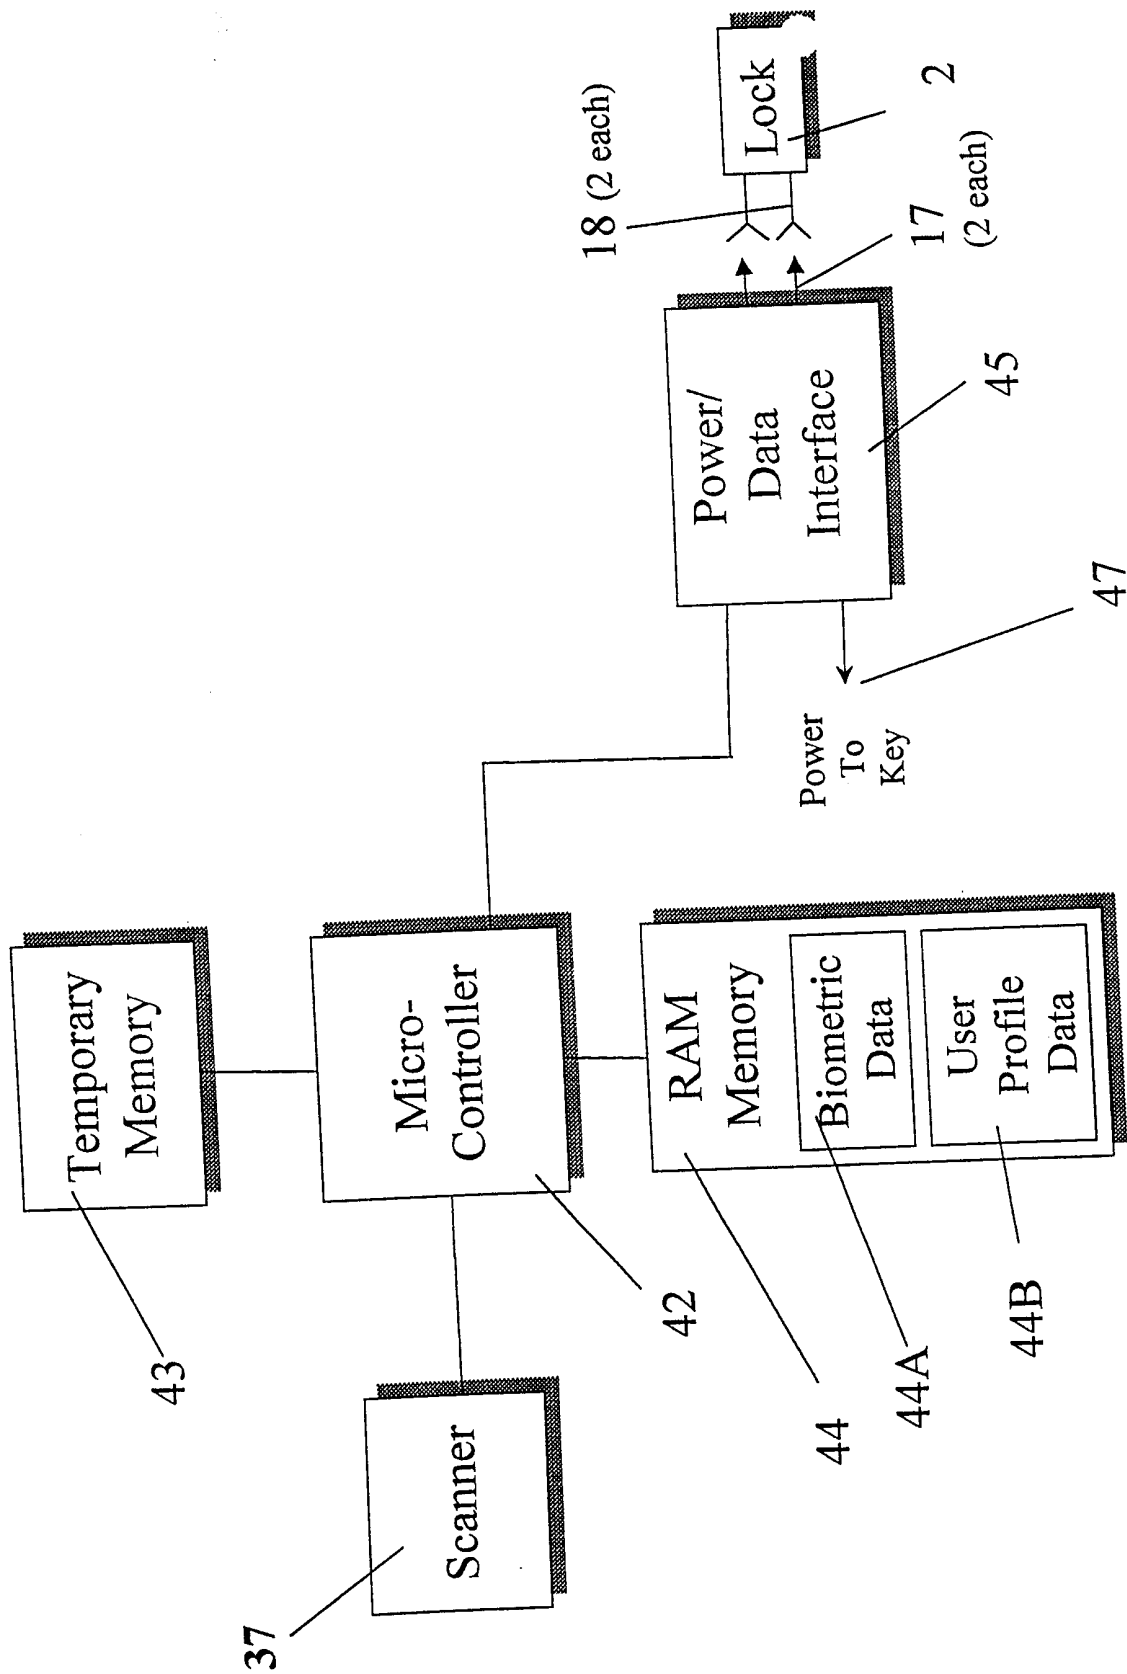 43
Temporary
Memory
37
Scanner
42
Micro-
Controller
44
RAM
Memory
44A
Biometric
Data
44B
User
Profile
Data
Power
To
Key
47
Power/
Data
Interface
45
18 (2 each)
17
(2 each)
Lock
2